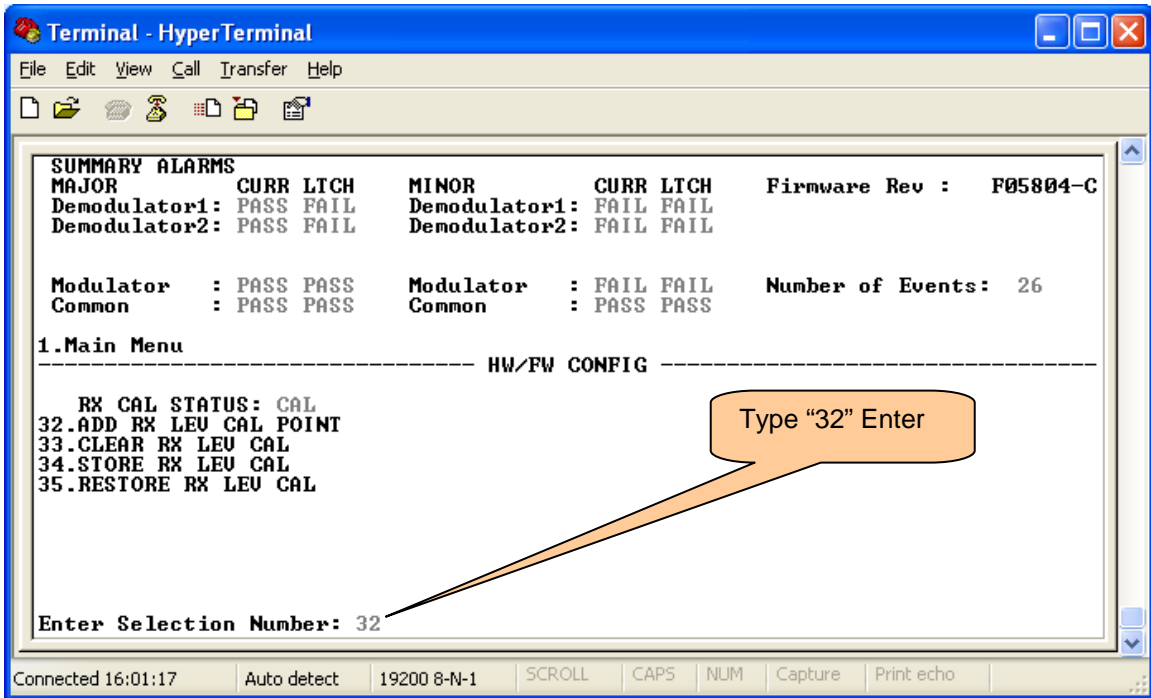 Terminal - HyperTerminal
File Edit View Call Transfer Help
SUMMARY ALARMS
MAJOR CURR LTCH MINOR CURR LTCH Firmware Rev : F05804-C
Demodulator1: PASS FAIL Demodulator1: FAIL FAIL
Demodulator2: PASS FAIL Demodulator2: FAIL FAIL
Modulator : PASS PASS Modulator : FAIL FAIL Number of Events: 26
Common : PASS PASS Common : PASS PASS
1.Main Menu
------------------------------- HW/FW CONFIG -------------------------------
RX CAL STATUS: CAL
32.ADD RX LEV CAL POINT
33.CLEAR RX LEV CAL
34.STORE RX LEV CAL
35.RESTORE RX LEV CAL
Type “32” Enter
Enter Selection Number: 32
Connected 16:01:17 Auto detect 19200 8-N-1 SCROLL CAPS NUM Capture Print echo